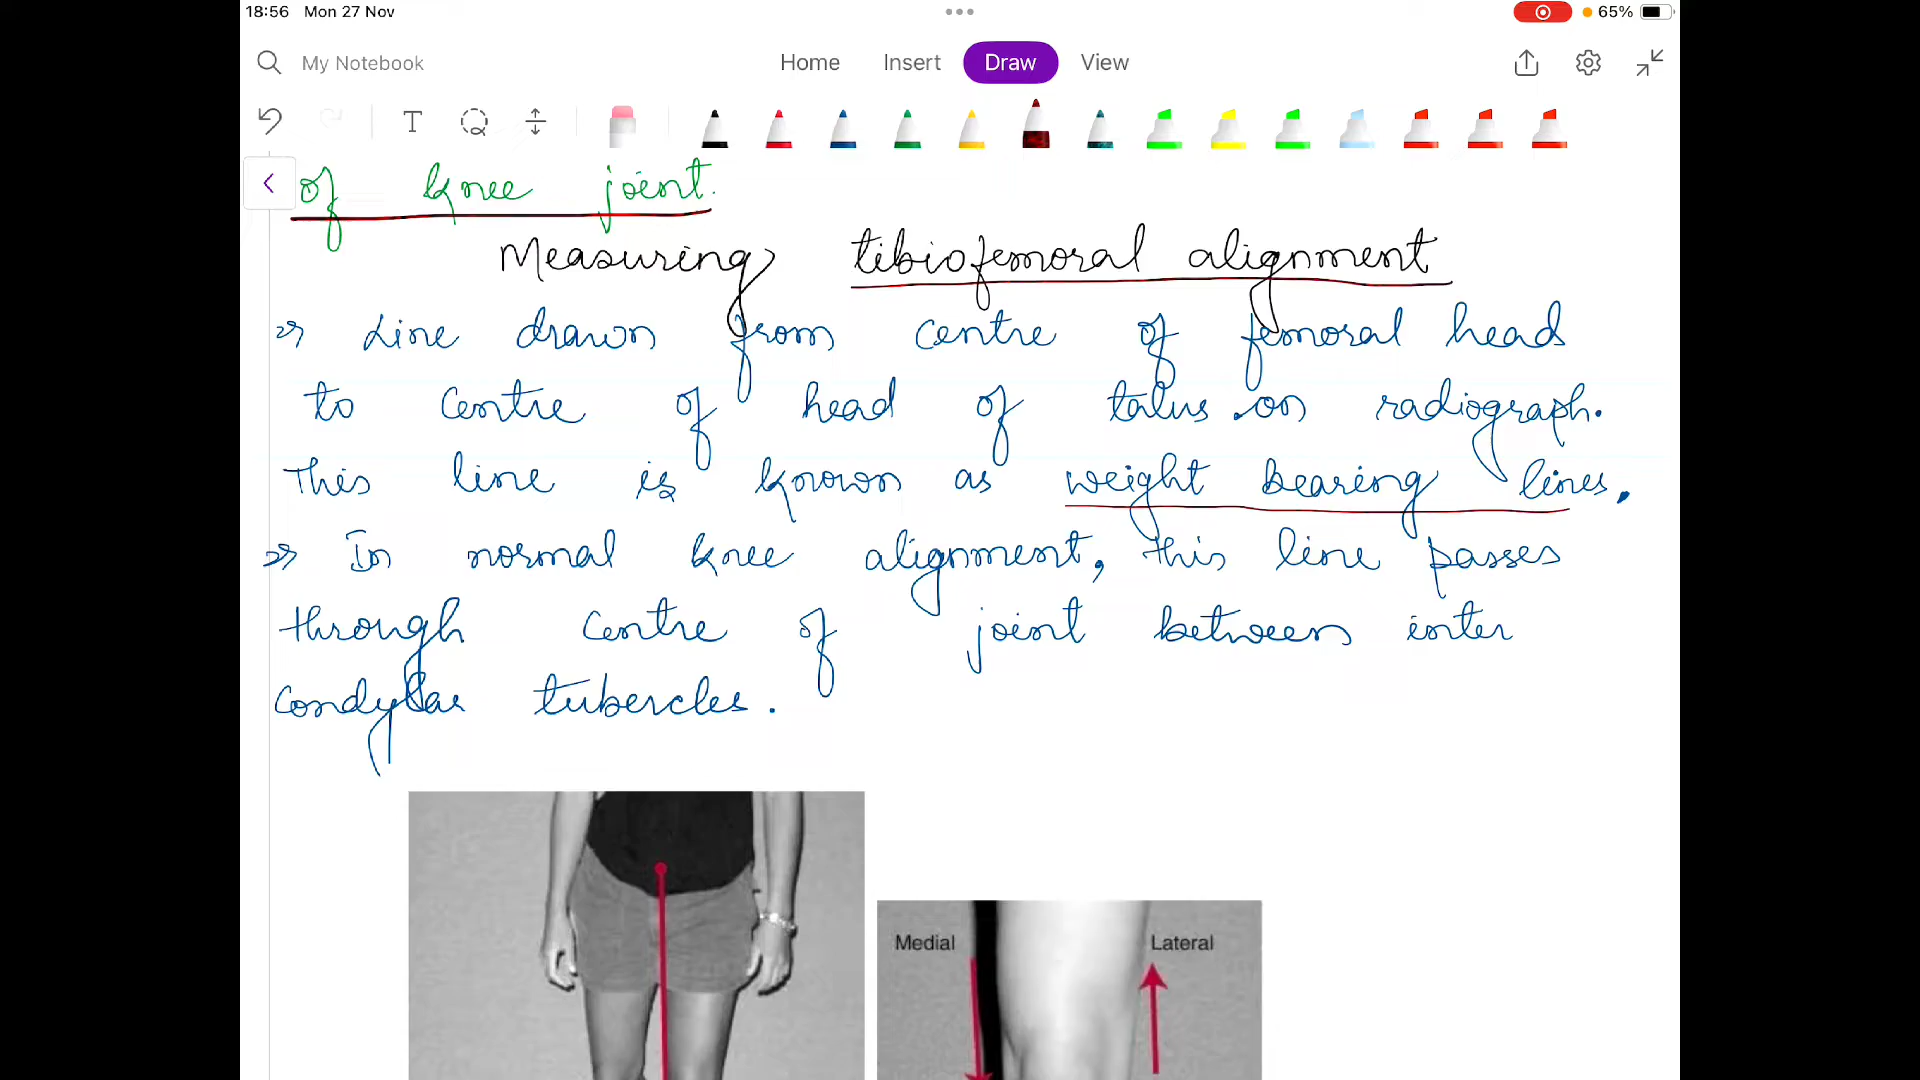 18:56 Mon 27 Nov
65%
My Notebook
Home Insert Draw View
T
of knee joint.
Measuring tibiofemoral alignment
Line drawn from centre of femoral head
to centre of head of talus on radiograph.
This line is known as weight bearing lines.
In normal knee alignment, this line passes
through centre of joint between inter
condylar tubercles.
Medial
Lateral